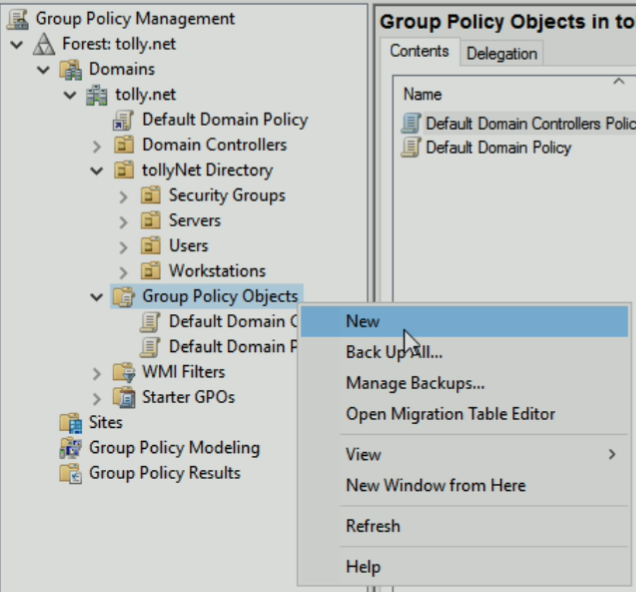 Group Policy Management
Forest: tolly.net
Domains
tolly.net
Default Domain Policy
Domain Controllers
tollyNet Directory
Security Groups
Servers
Users
Workstations
Group Policy Objects
Default Domain
Default Domain
WMI Filters
Starter GPOs
Sites
Group Policy Modeling
Group Policy Results
Group Policy Objects in to
Contents
Delegation
Name
Default Domain Controllers Polic
Default Domain Policy
New
Back Up All...
Manage Backups...
Open Migration Table Editor
View
New Window from Here
Refresh
Help